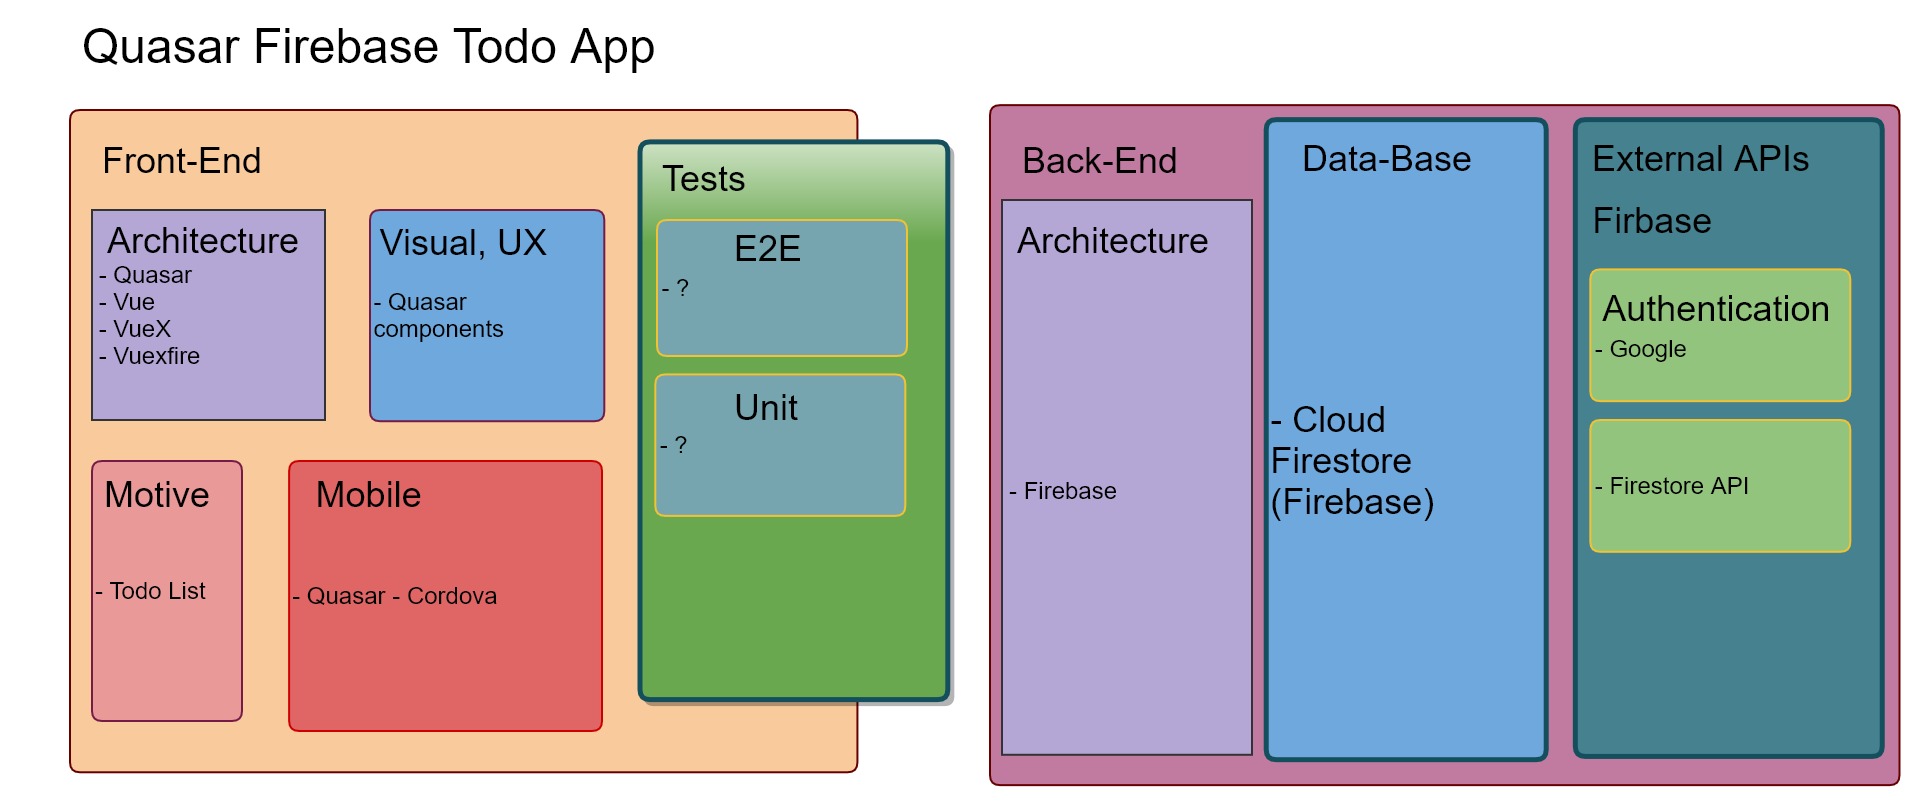 Quasar Firebase Todo App
Front-End
Architecture
- Quasar
- Vue
- VueX
- Vuexfire
Visual, UX
- Quasar
components
Motive
- Todo List
Mobile
- Quasar - Cordova
Tests
E2E
- ?
Unit
- ?
Back-End
Architecture
- Firebase
Data-Base
- Cloud
Firestore
(Firebase)
External APIs
Firbase
Authentication
- Google
- Firestore API